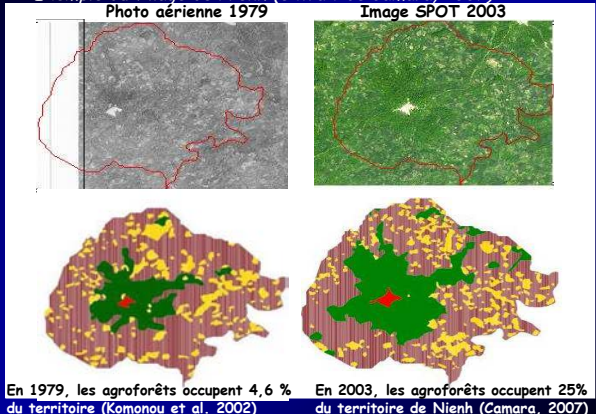 Photo aérienne 1979
Image SPOT 2003
En 1979, les agroforêts occupent 4,6 %
du territoire (Komonou et al. 2002)
En 2003, les agroforêts occupent 25%
du territoire de Nienh (Camara, 2007)